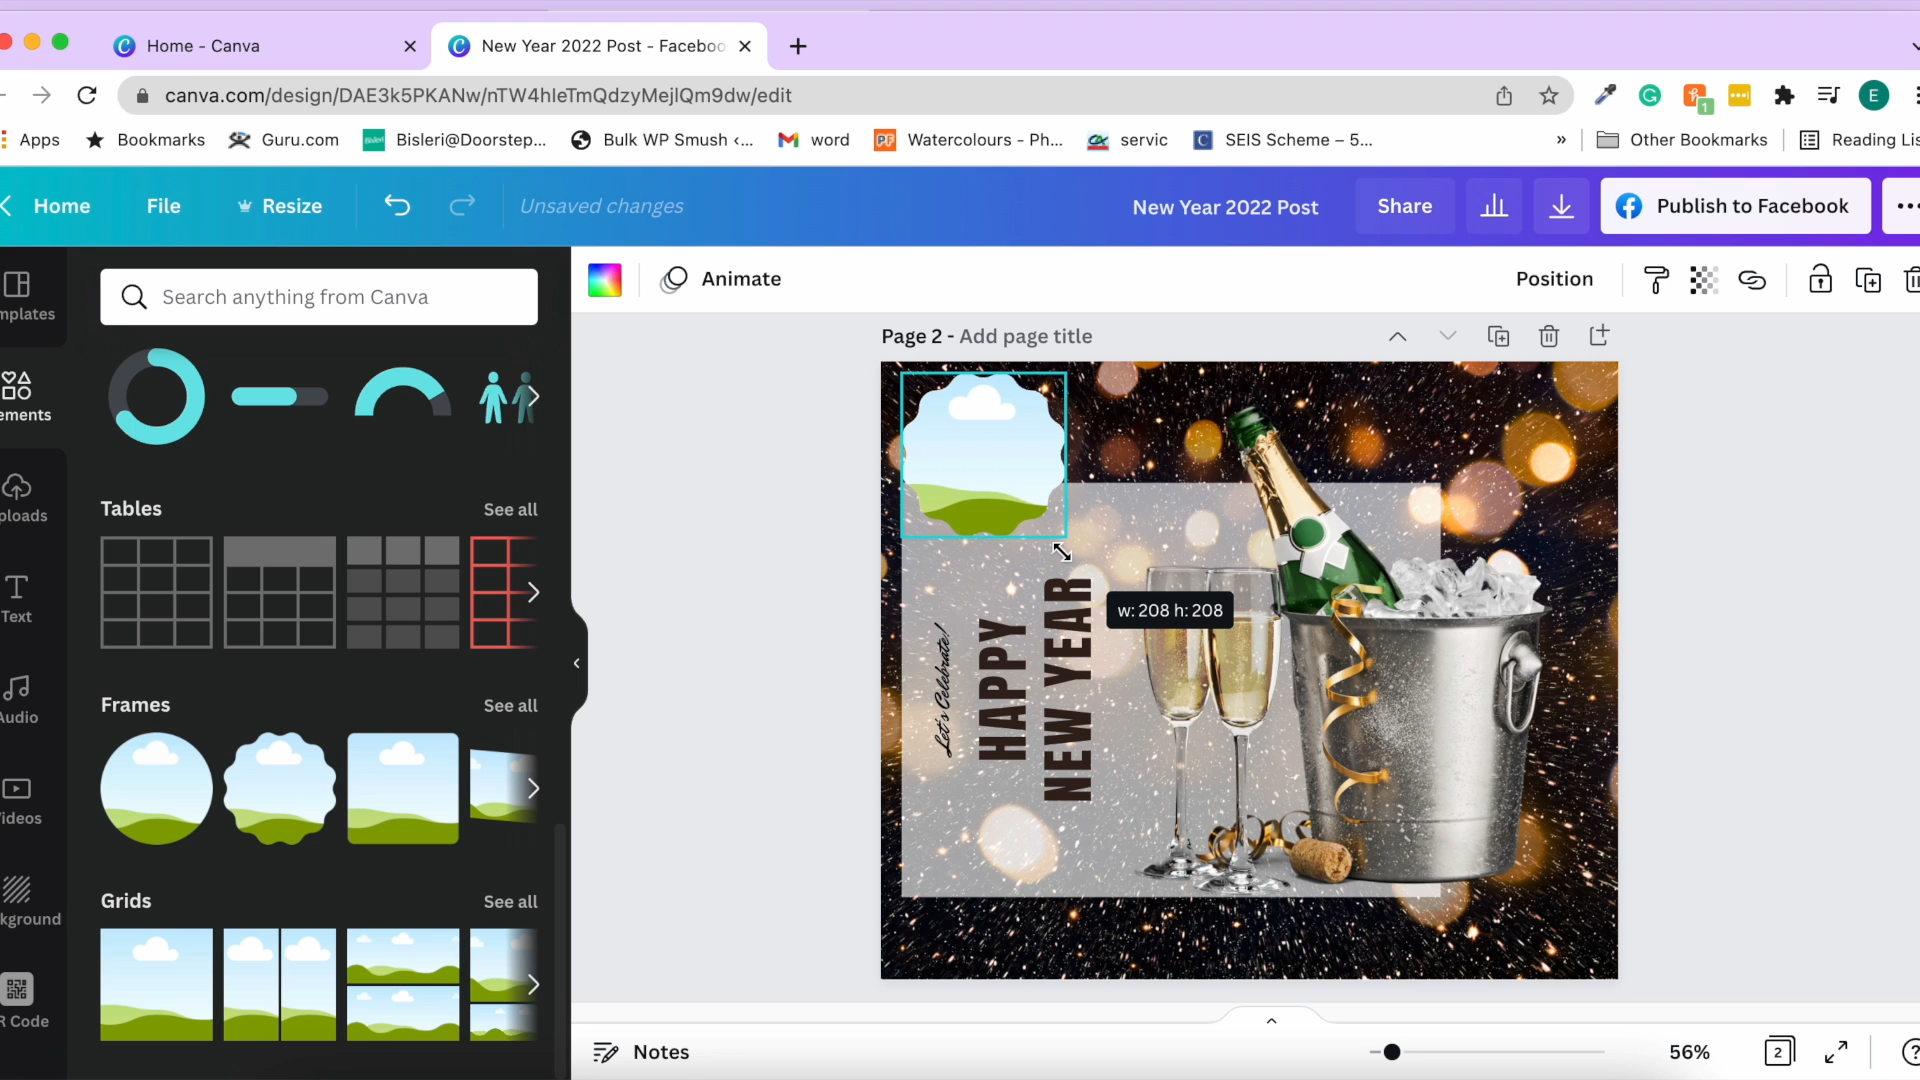 Home - Canva
New Year 2022 Post - Faceboo
canva.com/design/DAE3k5PKANw/nTW4hleTmQdzyMejlQm9dw/edit
1
E
Apps
Bookmarks
Guru.com
Bisleri@Doorstep...
Bulk WP Smush ‹...
word
Watercolours - Ph...
servic
SEIS Scheme – 5...
»
Other Bookmarks
Reading Lis
Home
File
Resize
Unsaved changes
New Year 2022 Post
Share
Publish to Facebook
mplates
ements
ploads
Text
Audio
ideos
kground
R Code
Search anything from Canva
Tables
See all
Frames
See all
Grids
See all
Animate
Position
Page 2 - Add page title
Let's Celebrate!
HAPPY
NEW YEAR
w: 208 h: 208
Notes
56%
2
?